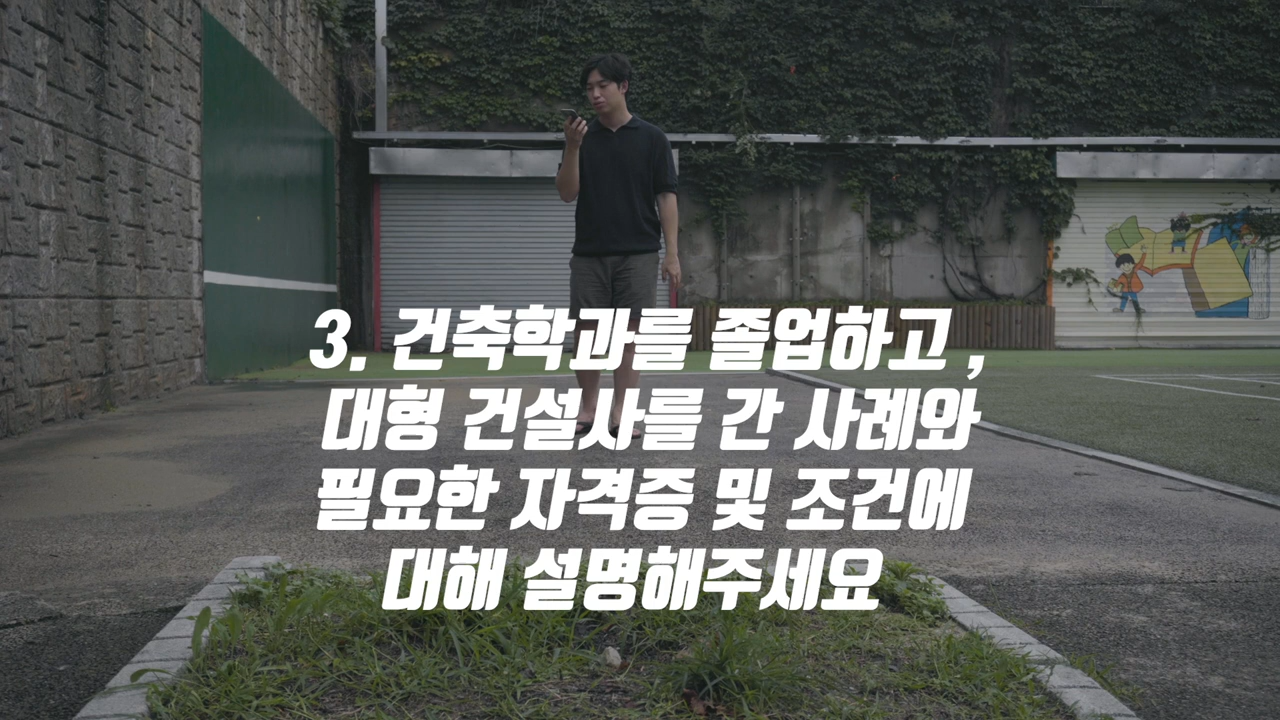 3. 건축학과를 졸업하고 ,
대형 건설사를 간 사례와
필요한 자격증 및 조건에
대해 설명해주세요